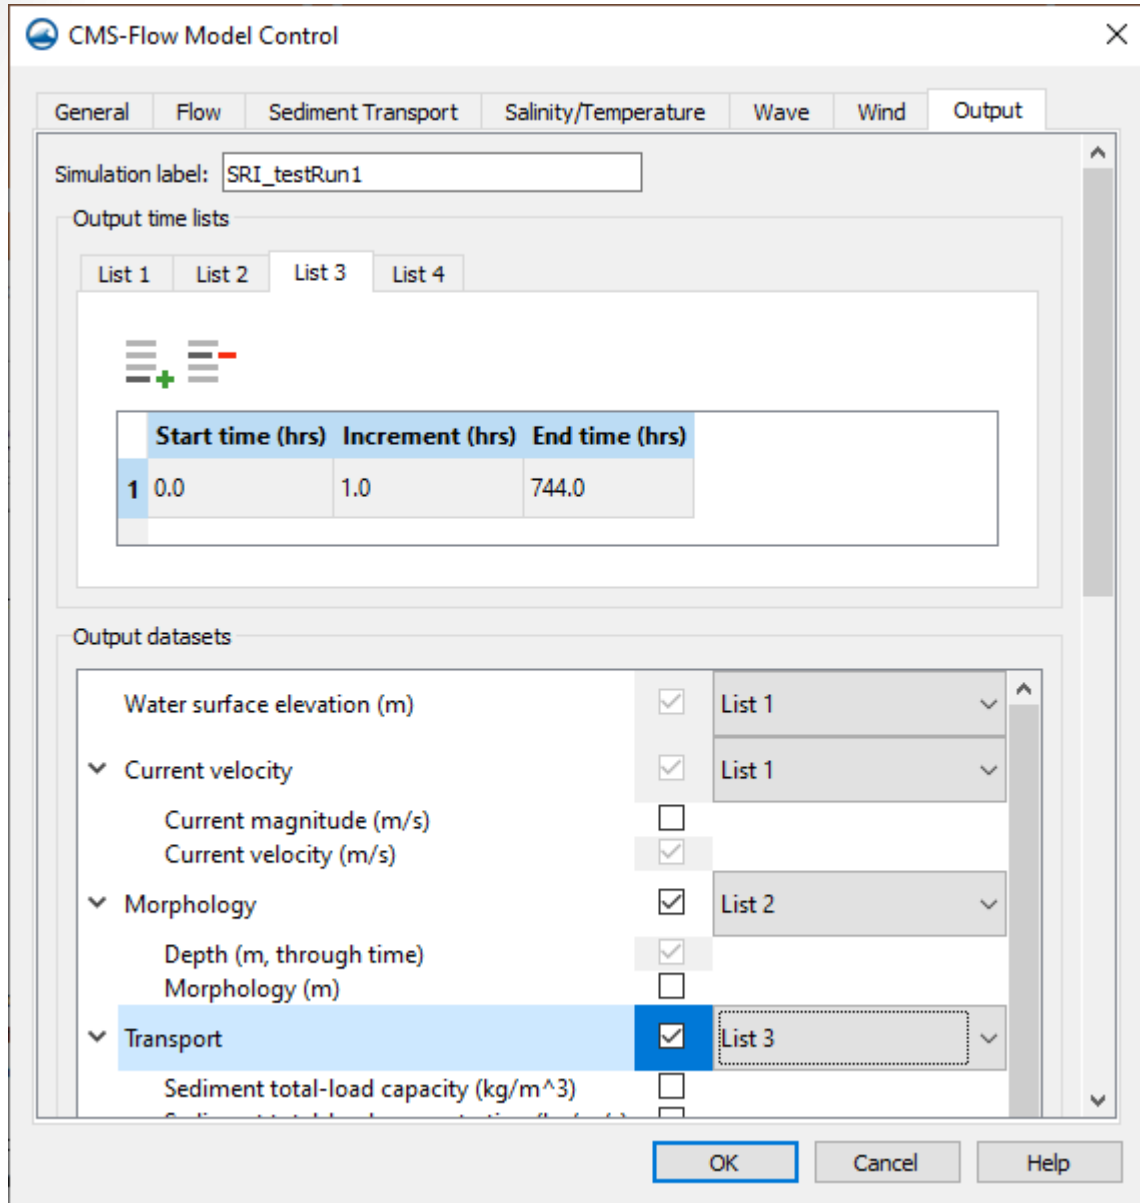 CMS-Flow Model Control
General Flow Sediment Transport Salinity/Temperature Wave Wind Output
Simulation label: SRI_testRun1
Output time lists
List 1 List 2 List 3 List 4
Start time (hrs) Increment (hrs) End time (hrs)
1 0.0 1.0 744.0
Output datasets
Water surface elevation (m) List 1
Current velocity List 1
Current magnitude (m/s)
Current velocity (m/s)
Morphology List 2
Depth (m, through time)
Morphology (m)
Transport List 3
Sediment total-load capacity (kg/m^3)
OK Cancel Help